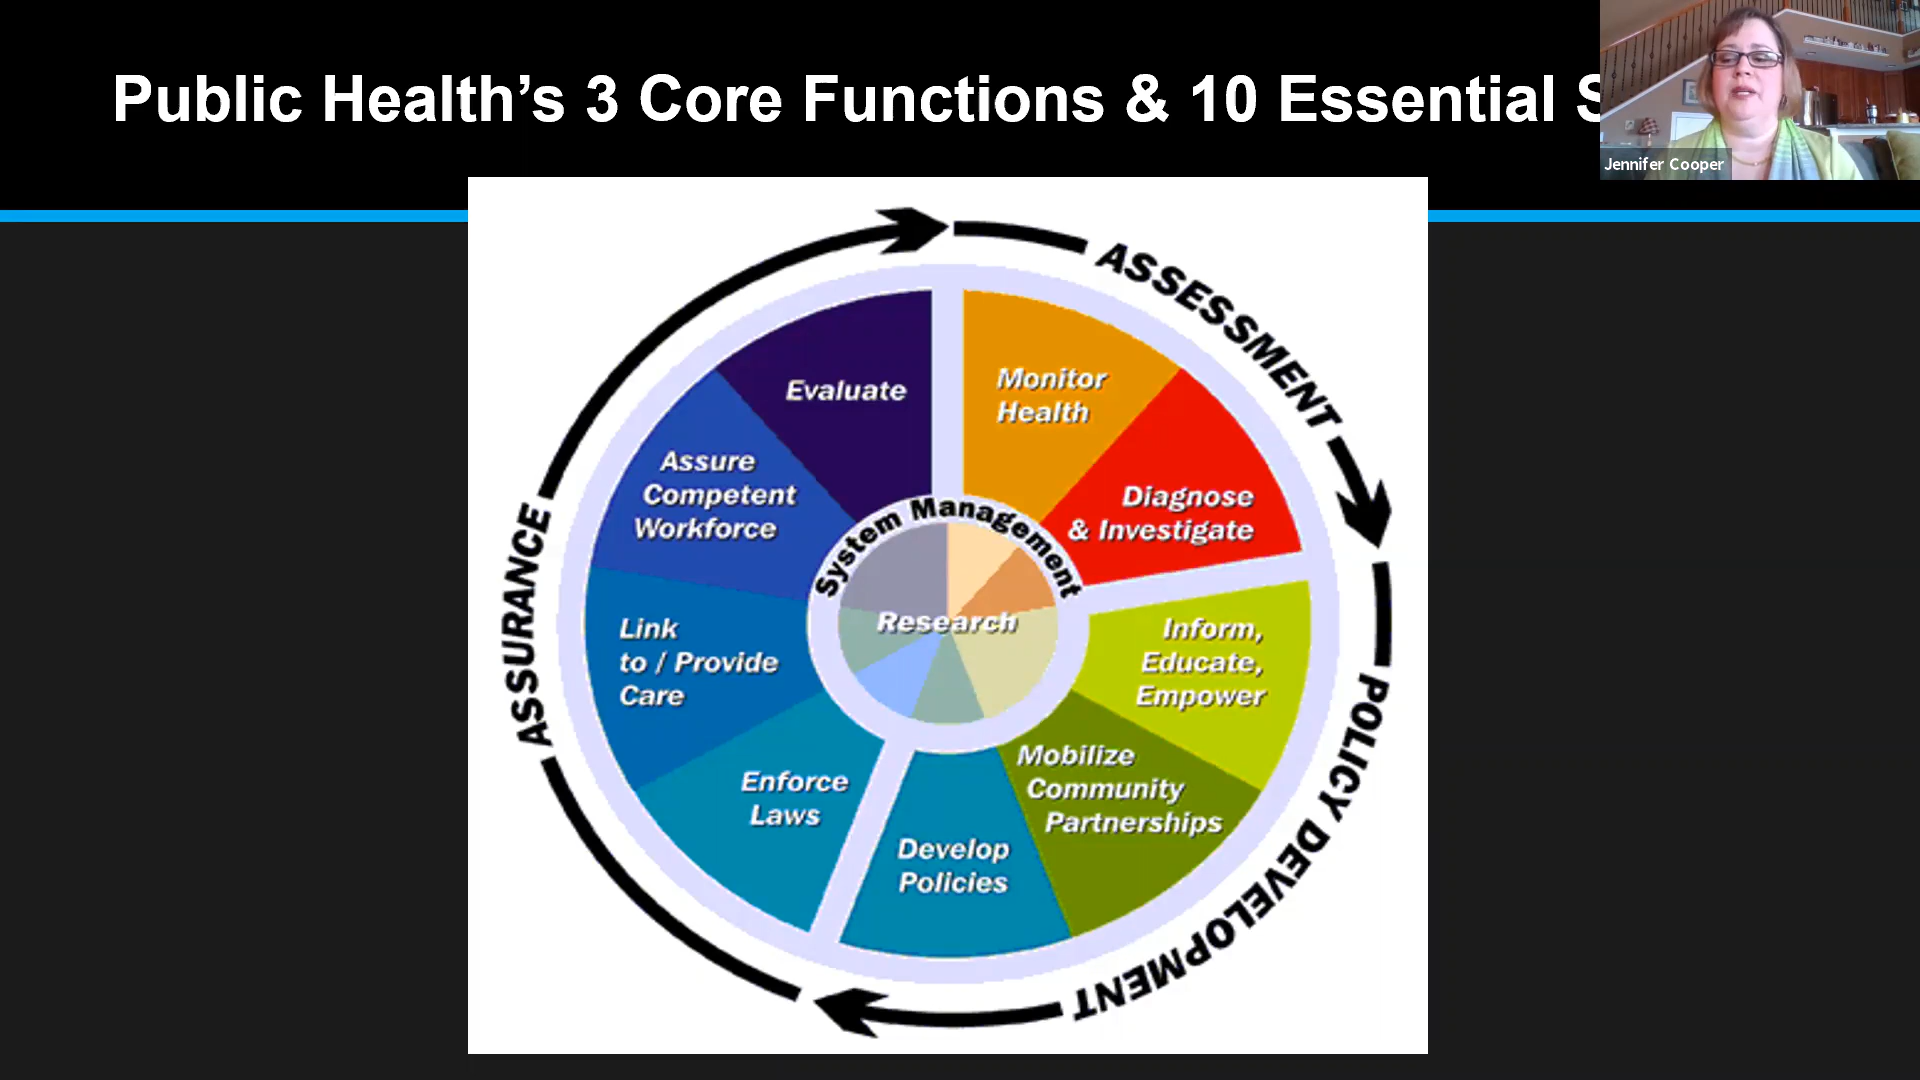 Public Health’s 3 Core Functions & 10 Essential
Jennifer Cooper
ASSESSMENT
POLICY DEVELOPMENT
ASSURANCE
Monitor
Health
Diagnose
& Investigate
Inform,
Educate,
Empower
Mobilize
Community
Partnerships
Develop
Policies
Enforce
Laws
Link
to / Provide
Care
Assure
Competent
Workforce
Evaluate
System Management
Research